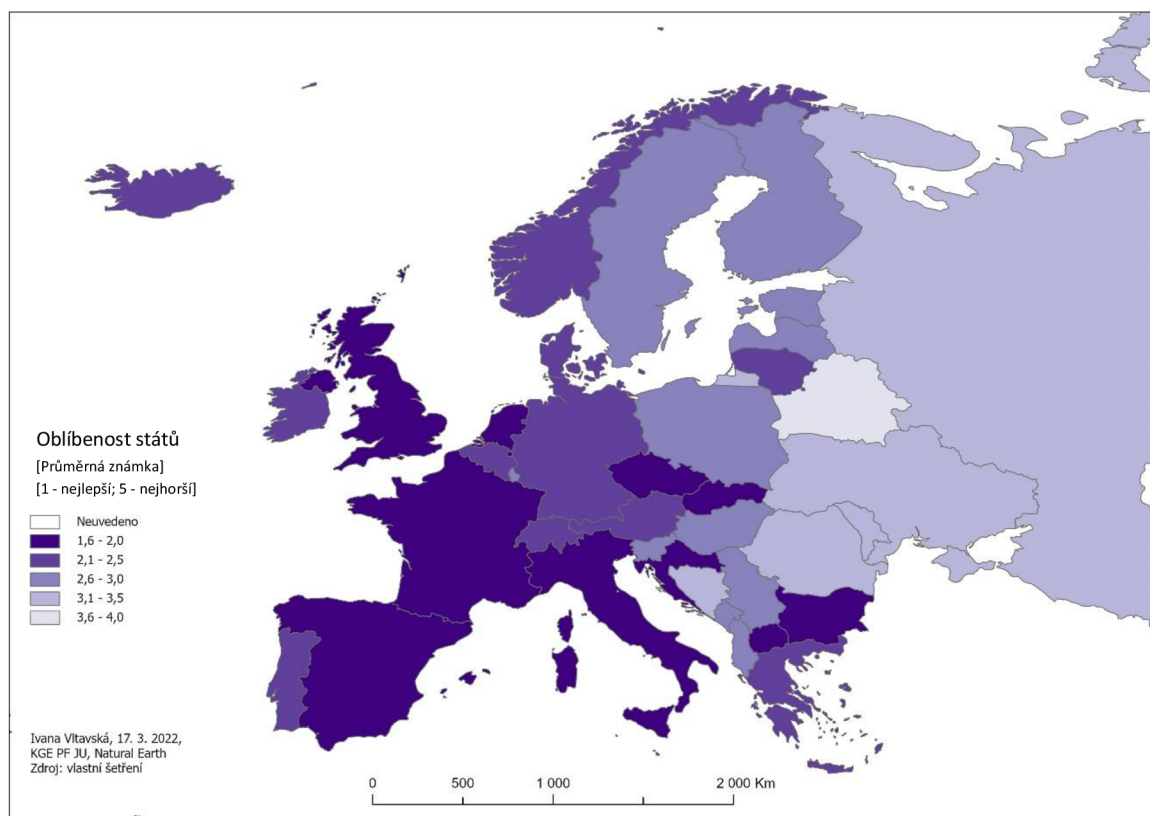 Oblíbenost států
[Průměrná známka]
[1 - nejlepší; 5 - nejhorší]
Neuvedeno
1,6 - 2,0
2,1 - 2,5
2,6 - 3,0
3,1 - 3,5
3,6 - 4,0
Ivana Vltavská, 17. 3. 2022,
KGE PF JU, Natural Earth
Zdroj: vlastní šetření
0 500 1 000 2 000 Km